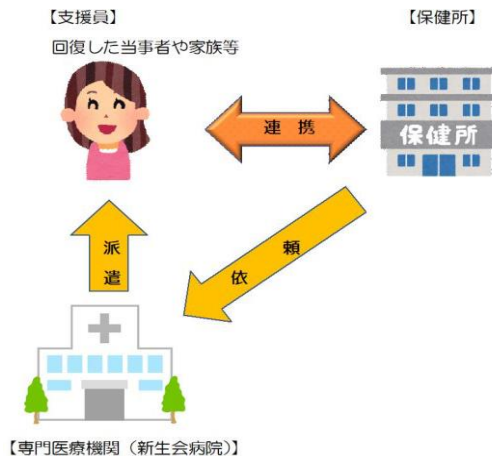 【支援員】
【保健所】
回復した当事者や家族等
連携
保健所
派遣
依頼
【専門医療機関（新生会病院）】